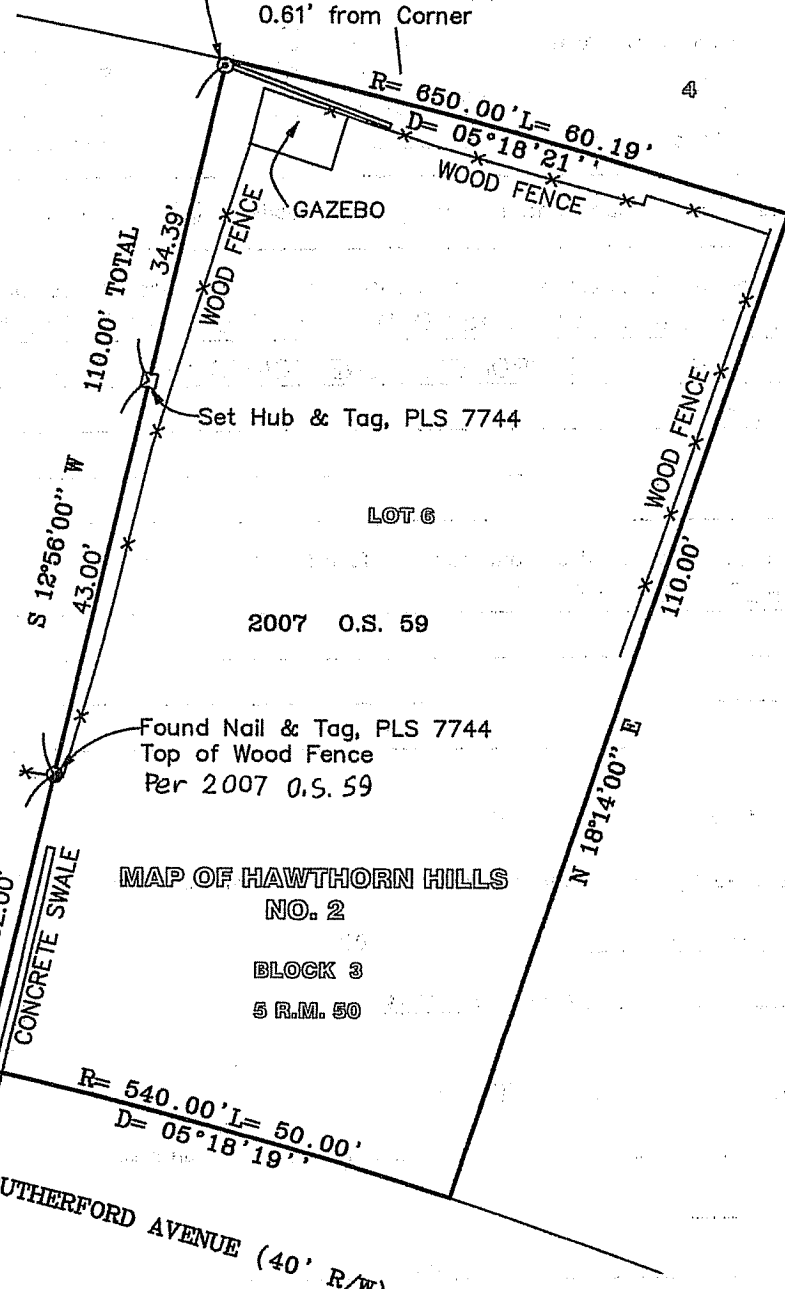 0.61' from Corner
4
R= 650.00' L= 60.19'
D= 05°18'21''
WOOD FENCE
GAZEBO
WOOD FENCE
34.39'
110.00' TOTAL
WOOD FENCE
Set Hub & Tag, PLS 7744
S 12°56'00" W
43.00'
LOT 6
110.00'
2007 O.S. 59
Found Nail & Tag, PLS 7744
Top of Wood Fence
Per 2007 O.S. 59
N 18°14'00" E
MAP OF HAWTHORN HILLS
NO. 2
BLOCK 3
5 R.M. 50
CONCRETE SWALE
R= 540.00' L= 50.00'
D= 05°18'19''
UTHERFORD AVENUE (40' R/W)